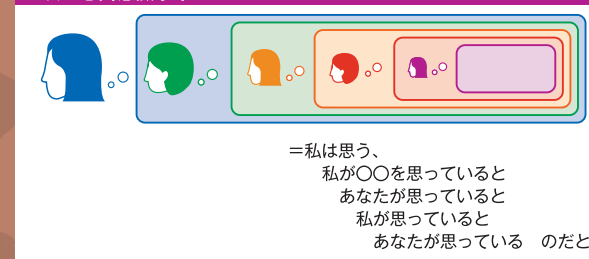 ＝私は思う、
私が〇〇を思っていると
あなたが思っていると
私が思っていると
あなたが思っている　のだと